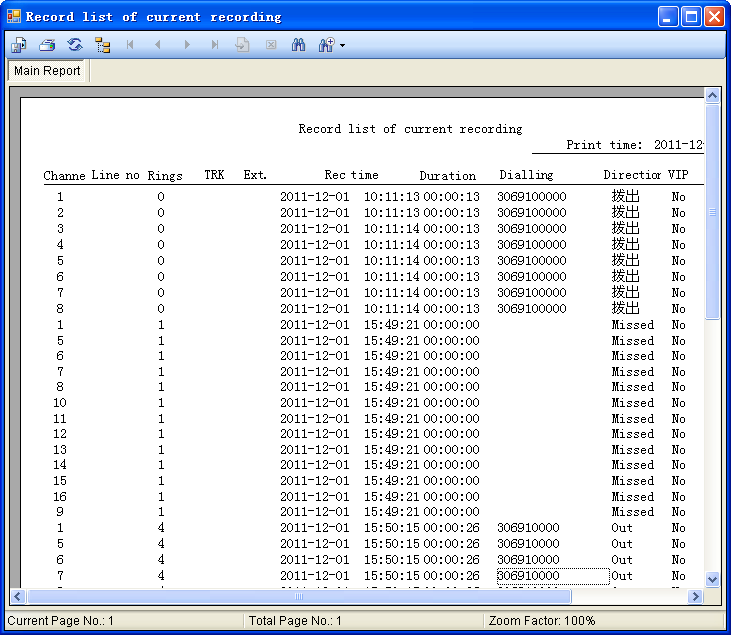 Record list of current recording
Main Report
Record list of current recording
Print time: 2011-12
Channe Line no Rings TRK Ext. Rec time Duration Dialling Direction VIP
1 0 2011-12-01 10:11:13 00:00:13 3069100000 拨出 No
2 0 2011-12-01 10:11:13 00:00:13 3069100000 拨出 No
3 0 2011-12-01 10:11:14 00:00:13 3069100000 拨出 No
4 0 2011-12-01 10:11:14 00:00:13 3069100000 拨出 No
5 0 2011-12-01 10:11:14 00:00:13 3069100000 拨出 No
6 0 2011-12-01 10:11:14 00:00:13 3069100000 拨出 No
7 0 2011-12-01 10:11:14 00:00:13 3069100000 拨出 No
8 0 2011-12-01 10:11:14 00:00:13 3069100000 拨出 No
1 1 2011-12-01 15:49:21 00:00:00 Missed No
5 1 2011-12-01 15:49:21 00:00:00 Missed No
6 1 2011-12-01 15:49:21 00:00:00 Missed No
7 1 2011-12-01 15:49:21 00:00:00 Missed No
8 1 2011-12-01 15:49:21 00:00:00 Missed No
10 1 2011-12-01 15:49:21 00:00:00 Missed No
11 1 2011-12-01 15:49:21 00:00:00 Missed No
12 1 2011-12-01 15:49:21 00:00:00 Missed No
13 1 2011-12-01 15:49:21 00:00:00 Missed No
14 1 2011-12-01 15:49:21 00:00:00 Missed No
15 1 2011-12-01 15:49:21 00:00:00 Missed No
16 1 2011-12-01 15:49:21 00:00:00 Missed No
9 1 2011-12-01 15:49:21 00:00:00 Missed No
1 4 2011-12-01 15:50:15 00:00:26 306910000 Out No
5 4 2011-12-01 15:50:15 00:00:26 306910000 Out No
6 4 2011-12-01 15:50:15 00:00:26 306910000 Out No
7 4 2011-12-01 15:50:15 00:00:26 306910000 Out No
Current Page No.: 1 Total Page No.: 1 Zoom Factor: 100%